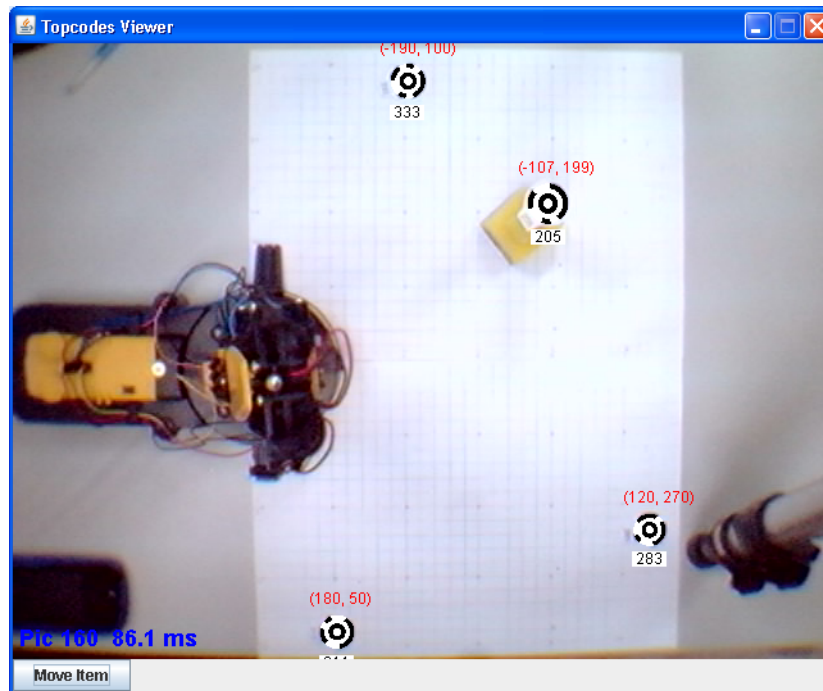 Topcodes Viewer
(-190, 100)
333
(-107, 199)
205
(120, 270)
283
(180, 50)
Pic 160 86.1 ms
Move Item